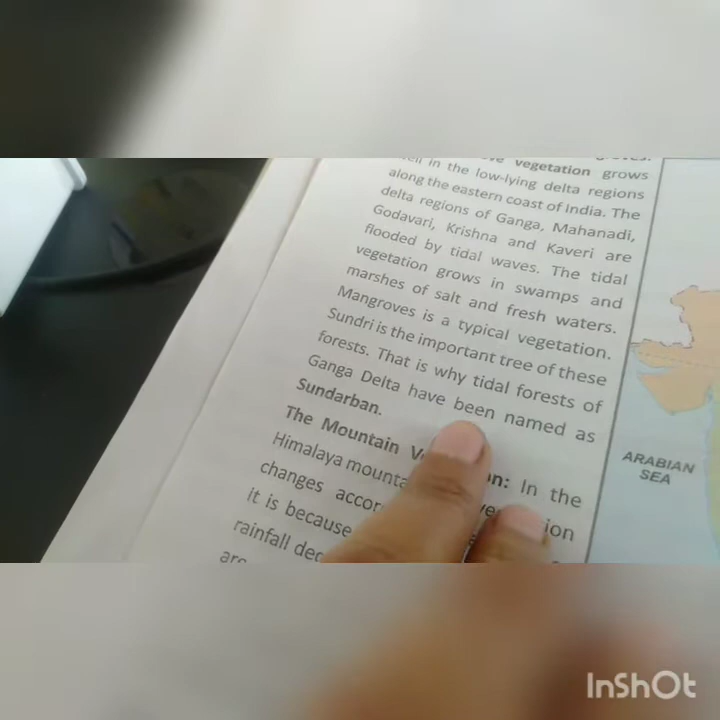 vegetation grows
in the low-lying delta regions
along the eastern coast of India. The
delta regions of Ganga, Mahanadi,
Godavari, Krishna and Kaveri are
flooded by tidal waves. The tidal
vegetation grows in swamps and
marshes of salt and fresh waters.
Mangroves is a typical vegetation.
Sundri is the important tree of these
forests. That is why tidal forests of
Ganga Delta have been named as
Sundarban.
The Mountain In the
Himalaya
changes
it is because
rainfall
ARABIAN
SEA
InShOt